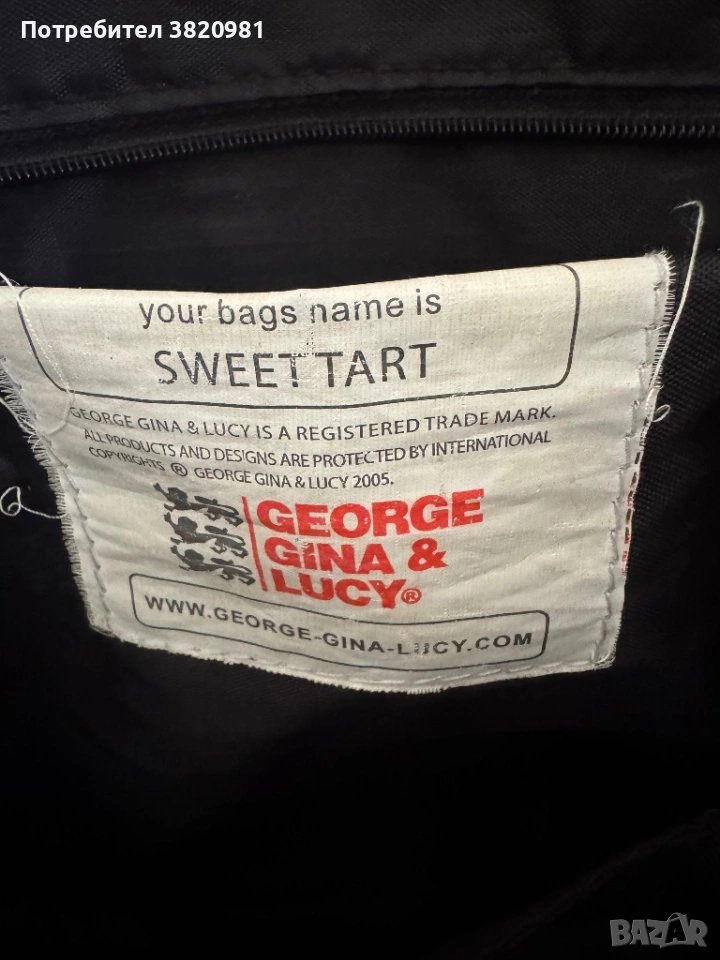 Потребител 3820981
your bags name is
SWEET TART
GEORGE GINA & LUCY IS A REGISTERED TRADE MARK.
ALL PRODUCTS AND DESIGNS ARE PROTECTED BY INTERNATIONAL
COPYRIGHTS ® GEORGE GINA & LUCY 2005.
GEORGE
GINA &
LUCY®
WWW.GEORGE-GINA-LUCY.COM
BAZAR